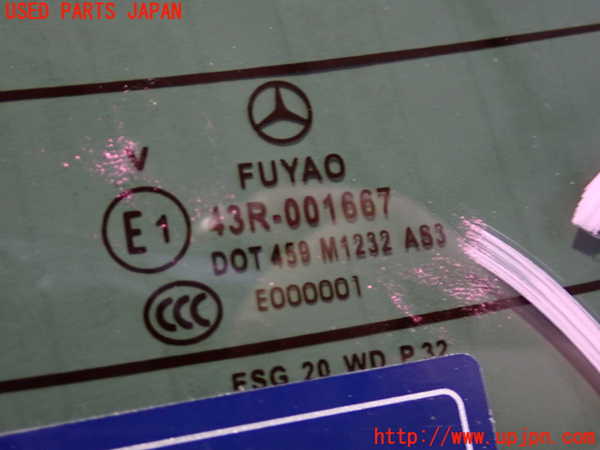 USED PARTS JAPAN
V
FUYAO
E1
43R-001667
DOT 459 M1232 AS3
CCC
E000001
ESG 20 WD P 32
http://www.upjpn.com/